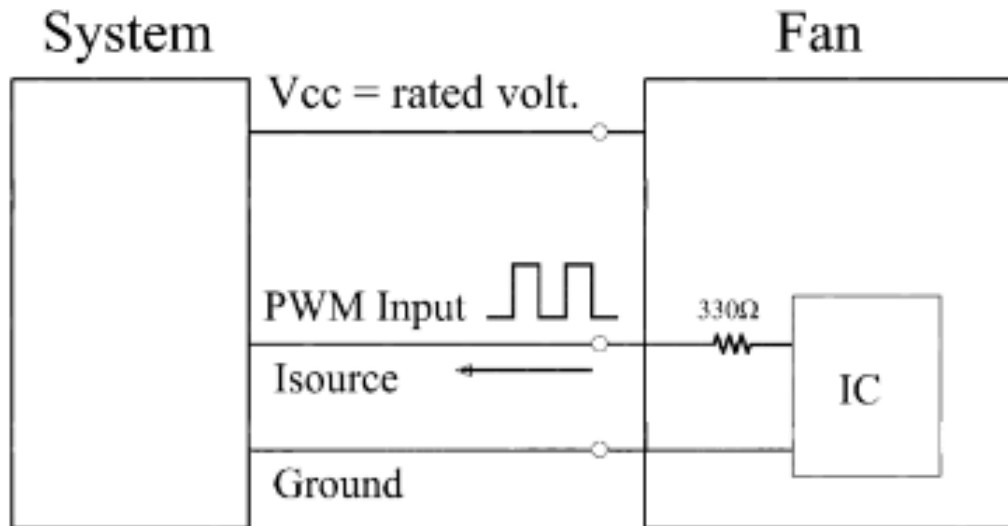 System
Fan
Vcc = rated volt.
PWM Input
330Ω
Isource
IC
Ground